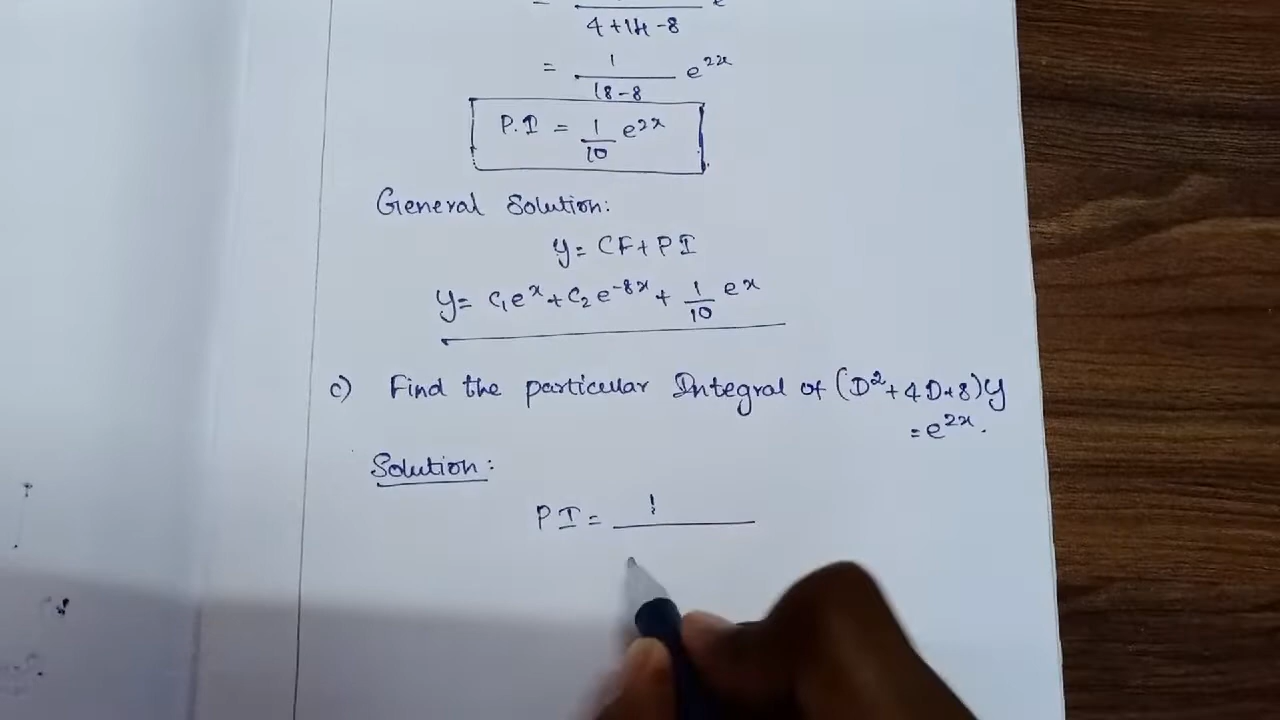 4+14-8
= 1/(18-8) e^{2x}
P.I = 1/10 e^{2x}
General Solution:
y = CF + PI
y = c₁e^x + c₂e^{-8x} + 1/10 e^x
c) Find the particular Integral of (D²+4D+8)y
= e^{2x}.
Solution:
PI = 1/